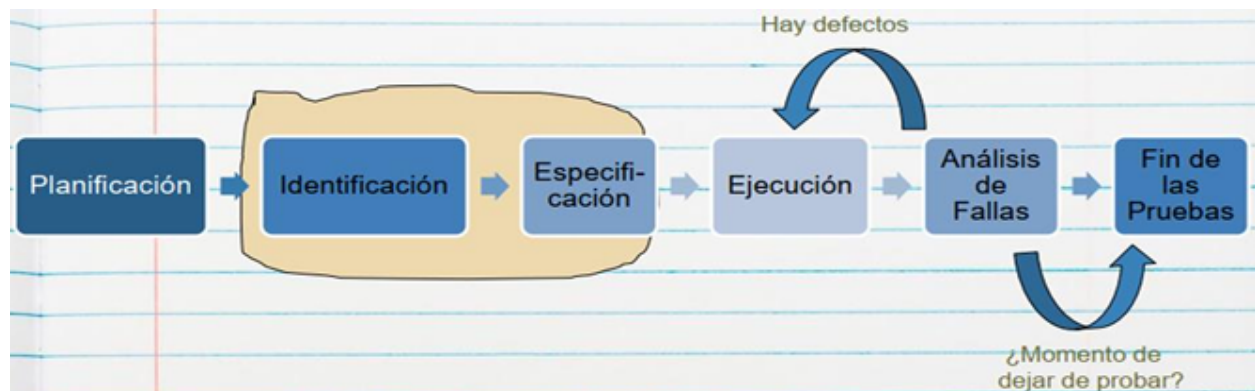 Hay defectos
Planificación
Identificación
Especifi-
cación
Ejecución
Análisis
de
Fallas
Fin de
las
Pruebas
¿Momento de
dejar de probar?